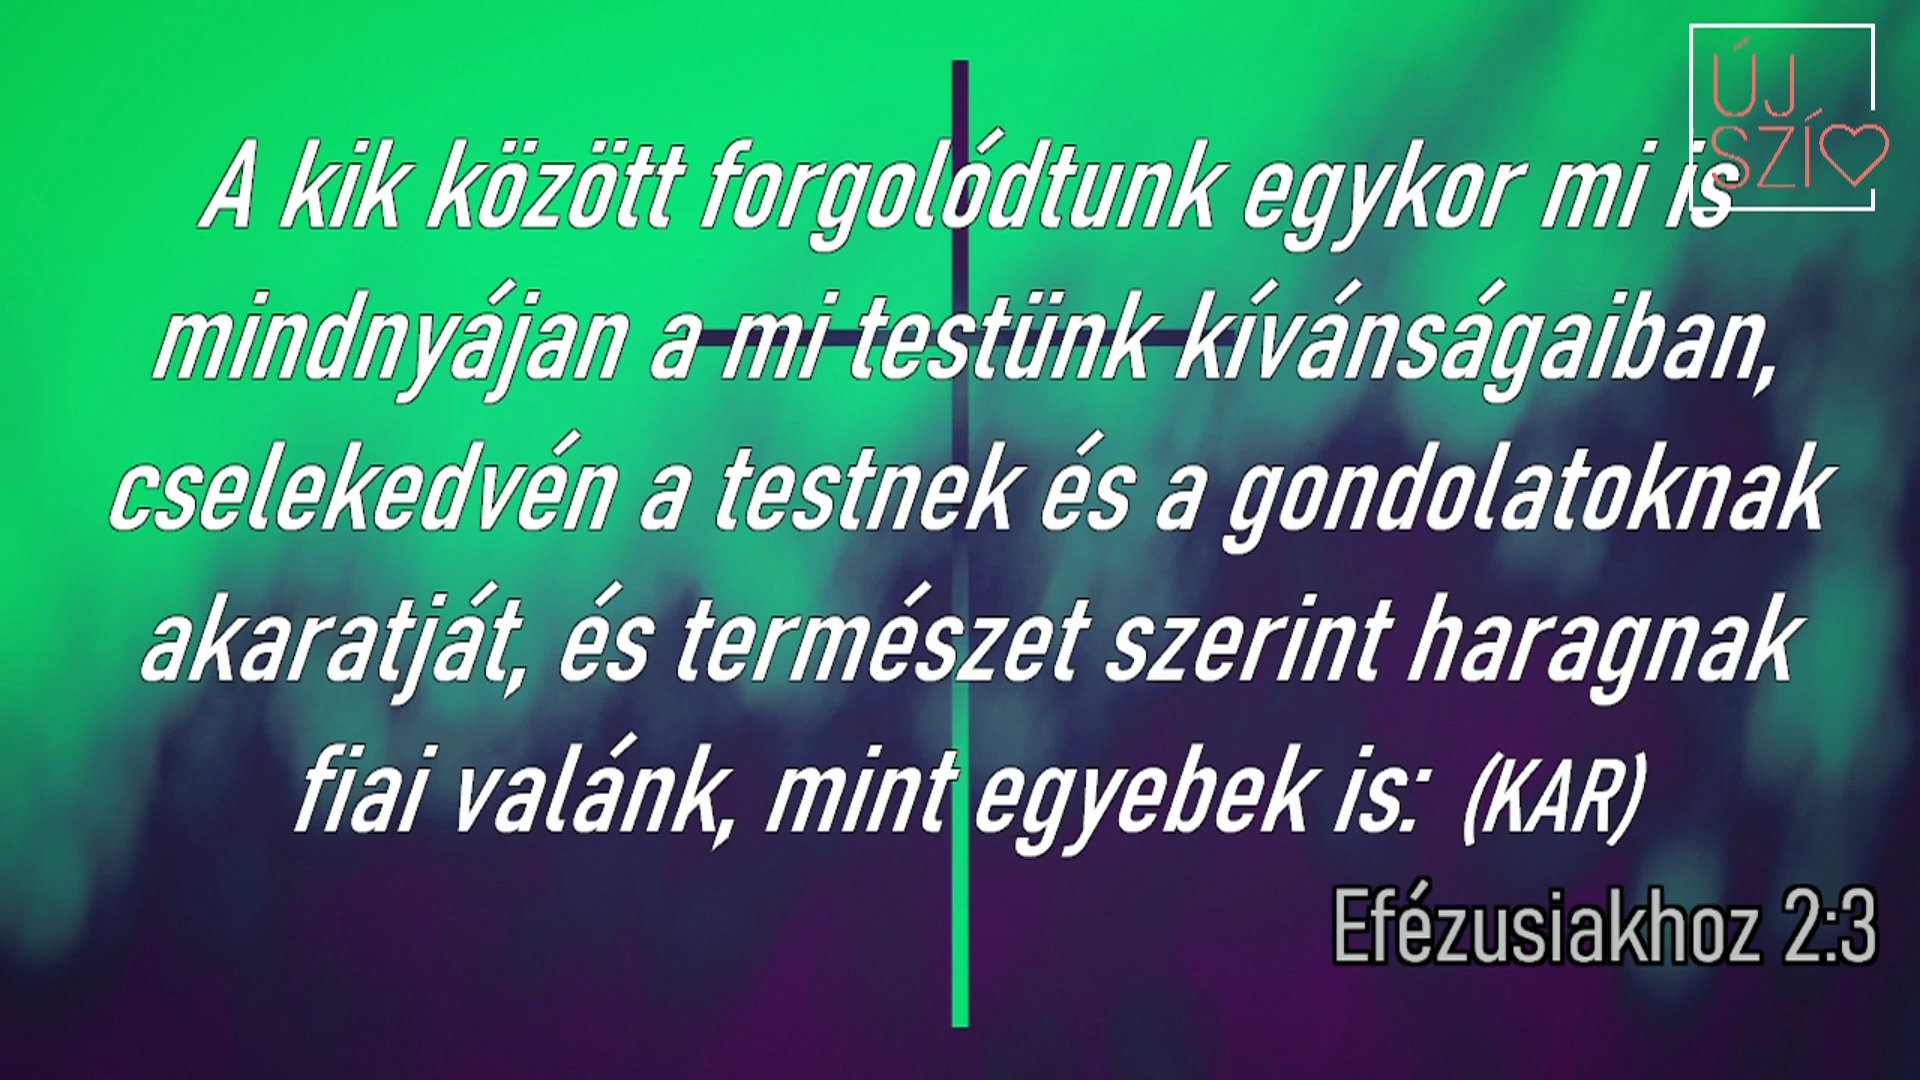 ÚJ
SZÍ
A kik között forgolódtunk egykor mi is
mindnyájan a mi testünk kívánságaiban,
cselekedvén a testnek és a gondolatoknak
akaratját, és természet szerint haragnak
fiai valánk, mint egyebek is: (KAR)
Efézusiakhoz 2:3